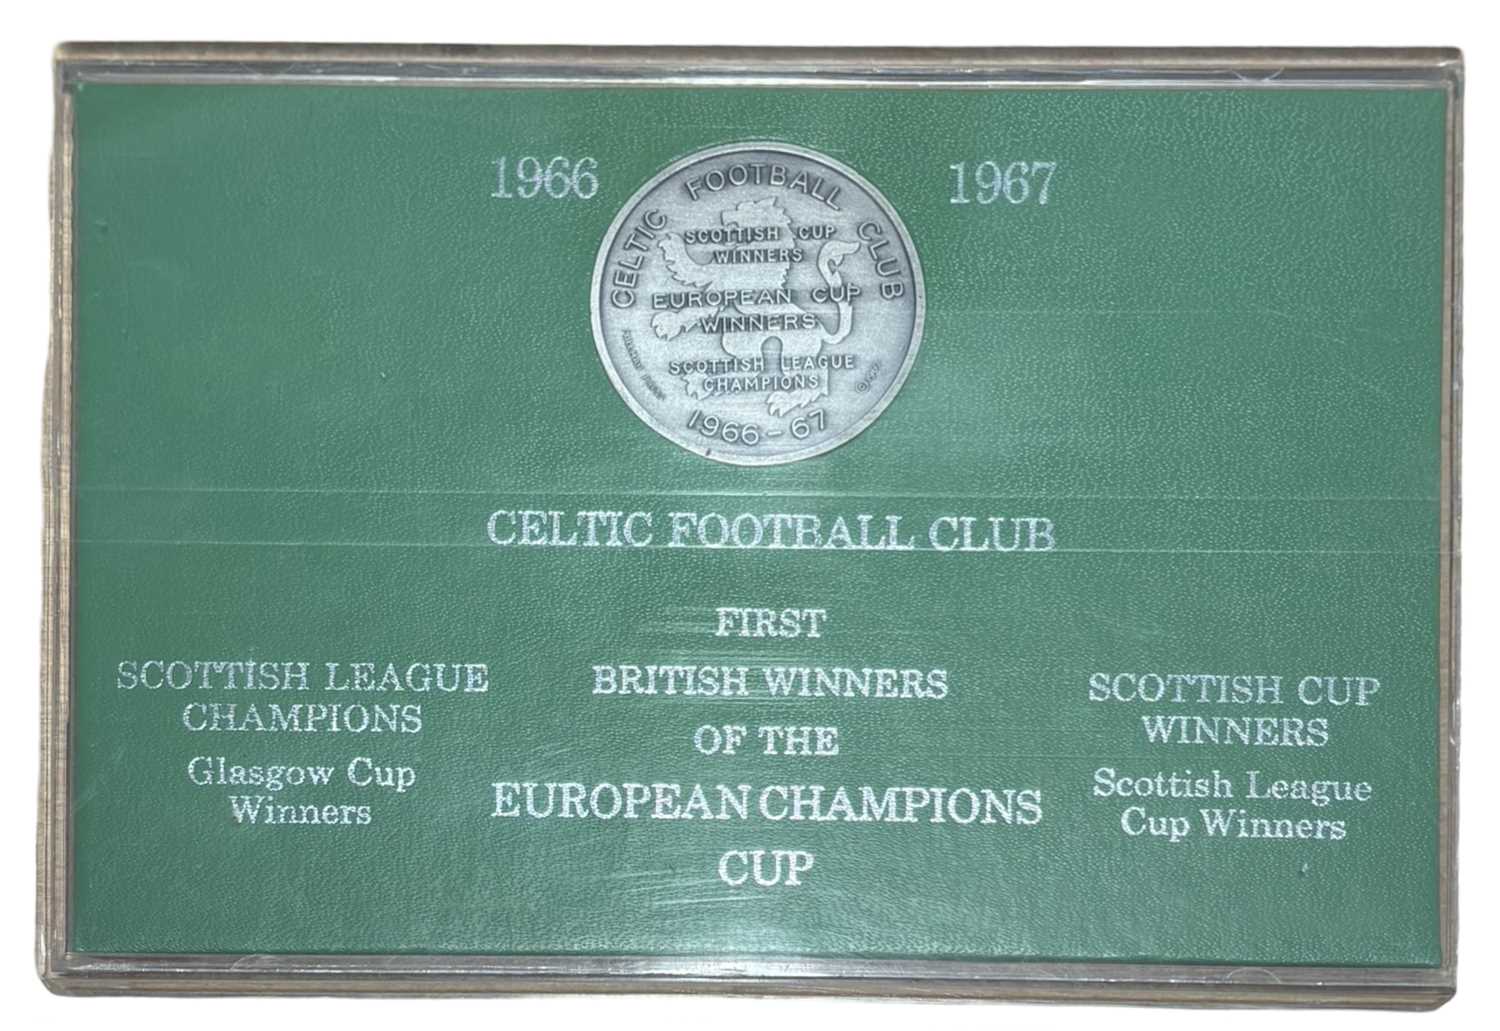 1966
1967
CELTIC FOOTBALL CLUB
SCOTTISH CUP
WINNERS
EUROPEAN CUP
WINNERS
SCOTTISH LEAGUE
CHAMPIONS
1966-67
CELTIC FOOTBALL CLUB
FIRST
BRITISH WINNERS
OF THE
EUROPEAN CHAMPIONS
CUP
SCOTTISH LEAGUE
CHAMPIONS
Glasgow Cup
Winners
SCOTTISH CUP
WINNERS
Scottish League
Cup Winners